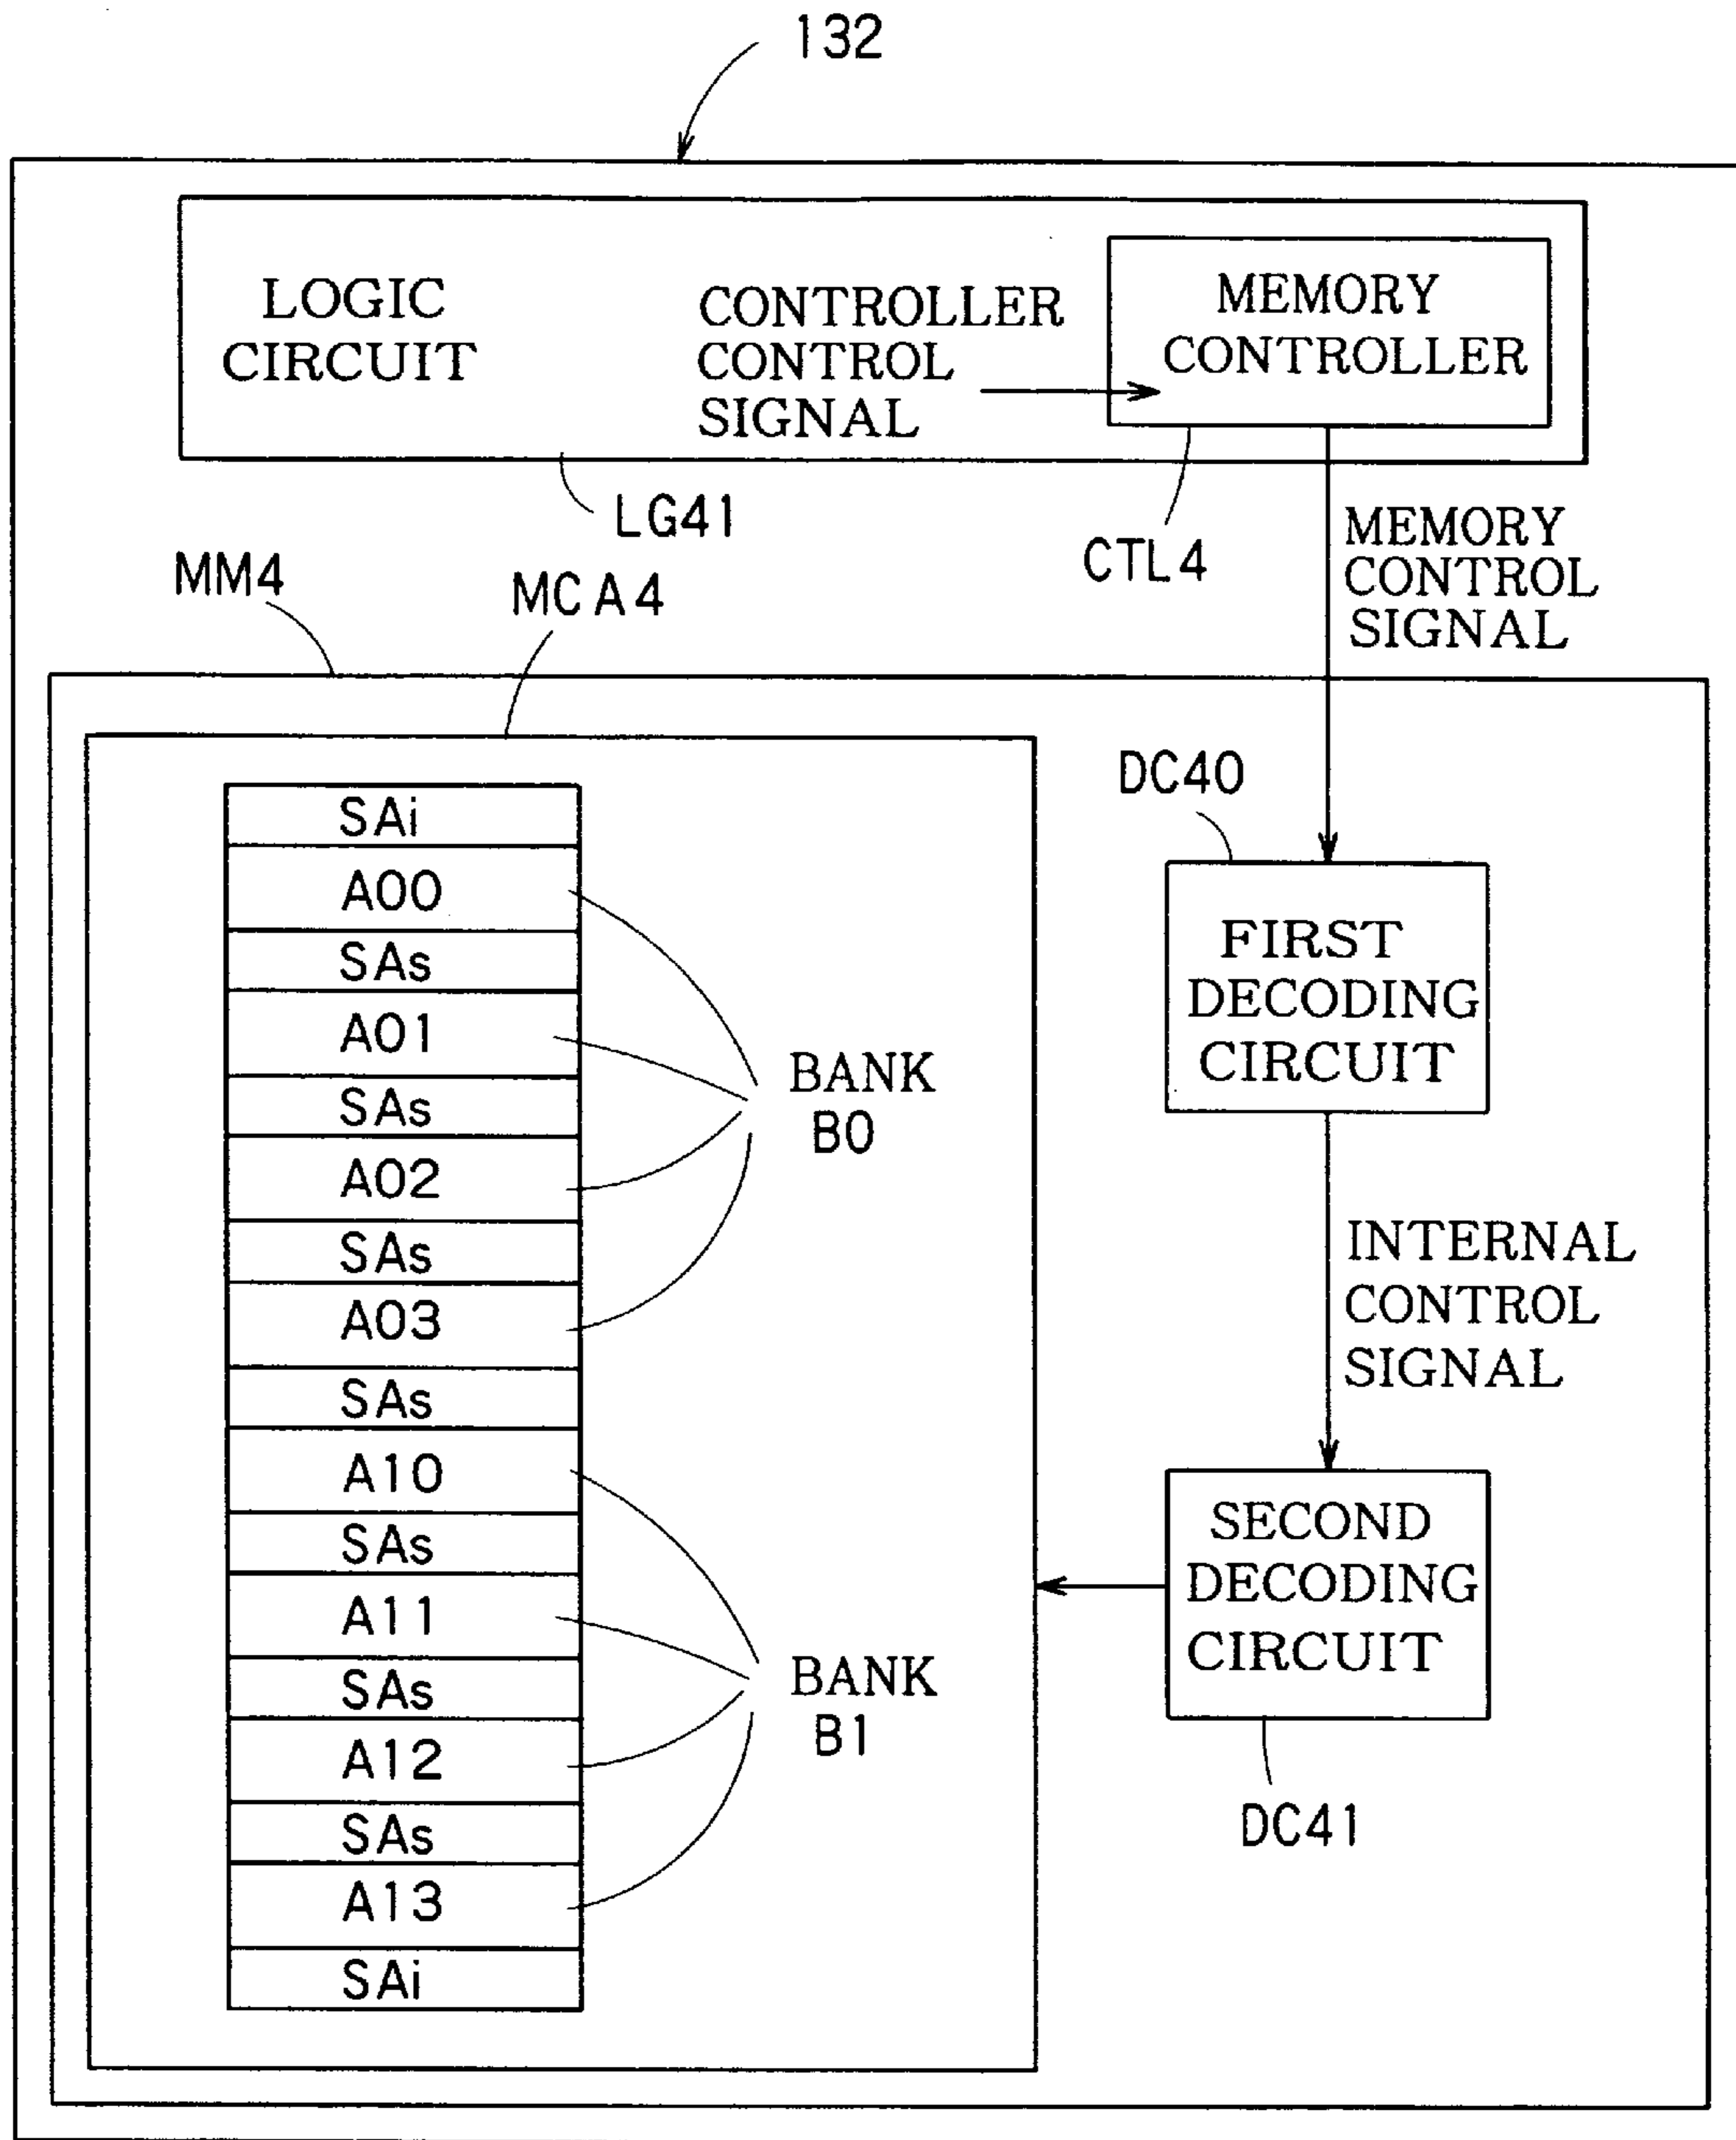 132
LOGIC
CIRCUIT
CONTROLLER
CONTROL
SIGNAL
MEMORY
CONTROLLER
LG41
CTL4
MEMORY
CONTROL
SIGNAL
MM4
MCA4
SAi
A00
SAs
A01
SAs
A02
SAs
A03
SAs
A10
SAs
A11
SAs
A12
SAs
A13
SAi
BANK
B0
BANK
B1
DC40
FIRST
DECODING
CIRCUIT
INTERNAL
CONTROL
SIGNAL
SECOND
DECODING
CIRCUIT
DC41